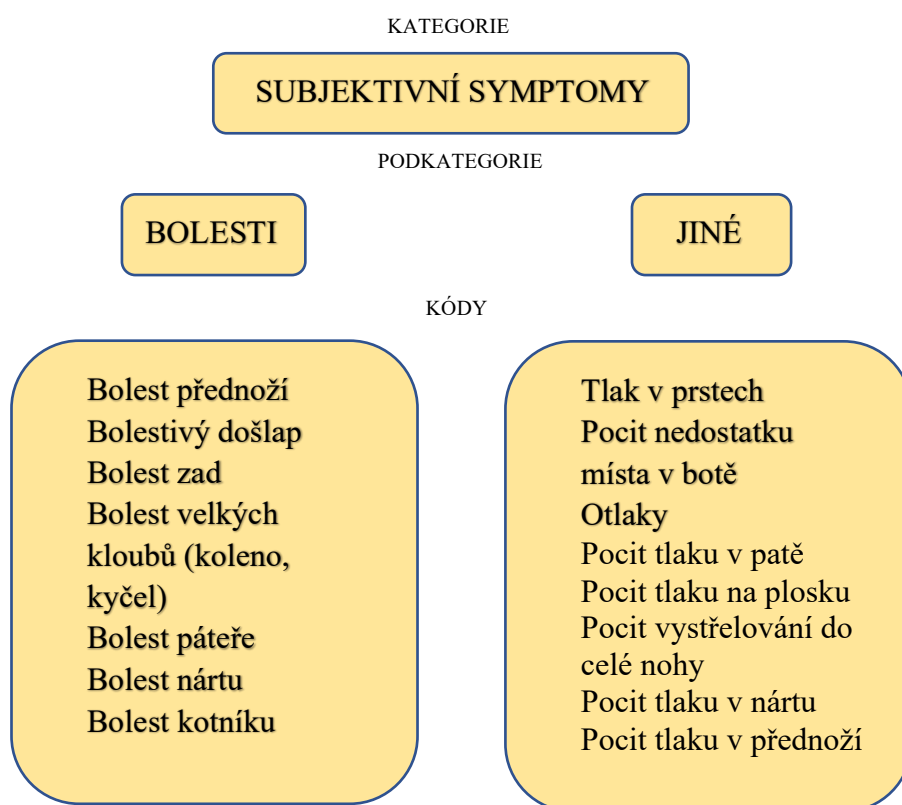 KATEGORIE
SUBJEKTIVNÍ SYMPTOMY
PODKATEGORIE
BOLESTI
JINÉ
KÓDY
Bolest přednoží
Bolestivý došlap
Bolest zad
Bolest velkých
kloubů (koleno,
kyčel)
Bolest páteře
Bolest nártu
Bolest kotníku
Tlak v prstech
Pocit nedostatku
místa v botě
Otlaky
Pocit tlaku v patě
Pocit tlaku na plosku
Pocit vystřelování do
celé nohy
Pocit tlaku v nártu
Pocit tlaku v přednoží